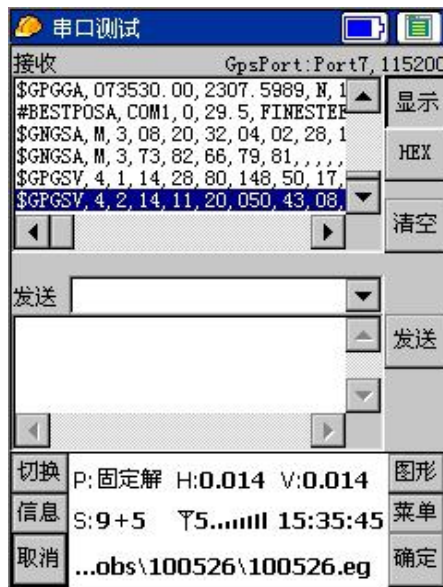 串口测试
接收 GpsPort:Port7, 115200
$GPGGA, 073530.00, 2307.5989, N, 1
#BESTPOSA, COM1, 0, 29.5, FINESTEE
$GNGSA, M, 3, 08, 20, 32, 04, 02, 28, 1
$GNGSA, M, 3, 73, 82, 66, 79, 81, , , , ,
$GPGSV, 4, 1, 14, 28, 80, 148, 50, 17,
$GPGSV, 4, 2, 14, 11, 20, 050, 43, 08,
显示
HEX
清空
发送
发送
切换 P:固定解 H:0.014 V:0.014 图形
信息 S:9+5 5 15:35:45 菜单
取消 ...obs\100526\100526.eg 确定